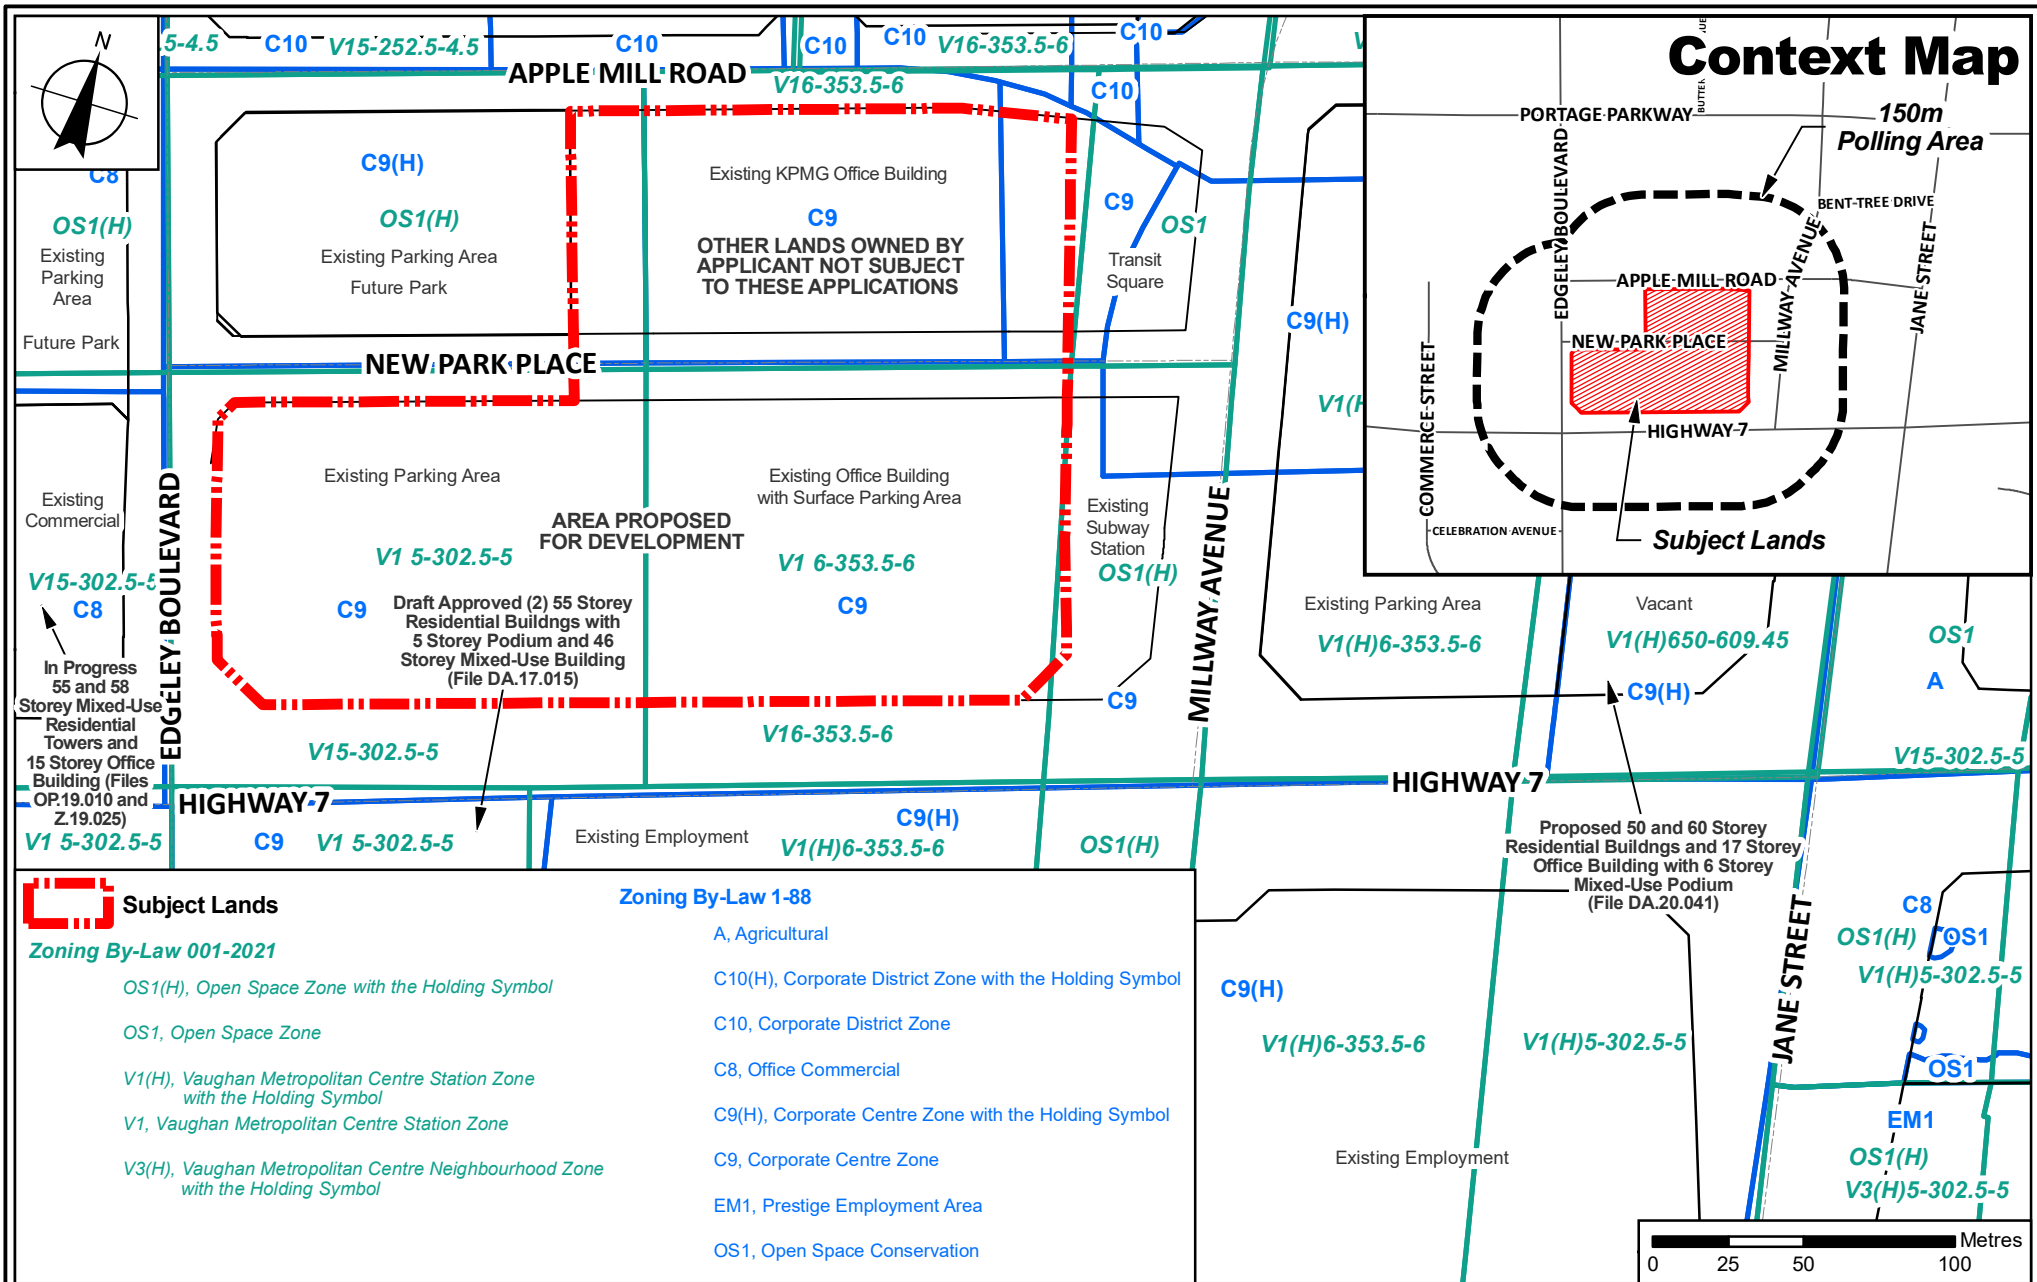 N
5-4.5
C10
V15-252.5-4.5
C10
C10
C10
V16-353.5-6
C10
APPLE MILL ROAD
V16-353.5-6
C10
C8
OS1(H)
Existing
Parking
Area
Future Park
C9(H)
OS1(H)
Existing Parking Area
Future Park
Existing KPMG Office Building
C9
OTHER LANDS OWNED BY
APPLICANT NOT SUBJECT
TO THESE APPLICATIONS
C9
OS1
Transit
Square
C9(H)
V1(H
NEW PARK PLACE
Existing
Commercial
V15-302.5-5
C8
In Progress
55 and 58
Storey Mixed-Use
Residential
Towers and
15 Storey Office
Building (Files
OP.19.010 and
Z.19.025)
V1 5-302.5-5
EDGELEY BOULEVARD
Existing Parking Area
AREA PROPOSED
FOR DEVELOPMENT
V1 5-302.5-5
C9
Draft Approved (2) 55 Storey
Residential Buildngs with
5 Storey Podium and 46
Storey Mixed-Use Building
(File DA.17.015)
Existing Office Building
with Surface Parking Area
V1 6-353.5-6
C9
Existing
Subway
Station
OS1(H)
C9
MILLWAY AVENUE
V15-302.5-5
V16-353.5-6
HIGHWAY 7
HIGHWAY 7
C9
V1 5-302.5-5
Existing Employment
C9(H)
V1(H)6-353.5-6
OS1(H)
Existing Parking Area
V1(H)6-353.5-6
Vacant
V1(H)650-609.45
C9(H)
OS1
A
V15-302.5-5
Proposed 50 and 60 Storey
Residential Buildngs and 17 Storey
Office Building with 6 Storey
Mixed-Use Podium
(File DA.20.041)
JANE STREET
C8
OS1(H)
OS1
V1(H)5-302.5-5
OS1
C9(H)
V1(H)6-353.5-6
V1(H)5-302.5-5
Existing Employment
EM1
OS1(H)
V3(H)5-302.5-5
Context Map
PORTAGE PARKWAY
150m
Polling Area
EDGELEY BOULEVARD
BENT-TREE DRIVE
MILLWAY AVENUE
JANE STREET
APPLE MILL ROAD
NEW PARK PLACE
COMMERCE STREET
HIGHWAY 7
CELEBRATION AVENUE
Subject Lands
Subject Lands
Zoning By-Law 001-2021
OS1(H), Open Space Zone with the Holding Symbol
OS1, Open Space Zone
V1(H), Vaughan Metropolitan Centre Station Zone
with the Holding Symbol
V1, Vaughan Metropolitan Centre Station Zone
V3(H), Vaughan Metropolitan Centre Neighbourhood Zone
with the Holding Symbol
Zoning By-Law 1-88
A, Agricultural
C10(H), Corporate District Zone with the Holding Symbol
C10, Corporate District Zone
C8, Office Commercial
C9(H), Corporate Centre Zone with the Holding Symbol
C9, Corporate Centre Zone
EM1, Prestige Employment Area
OS1, Open Space Conservation
Metres
0 25 50 100